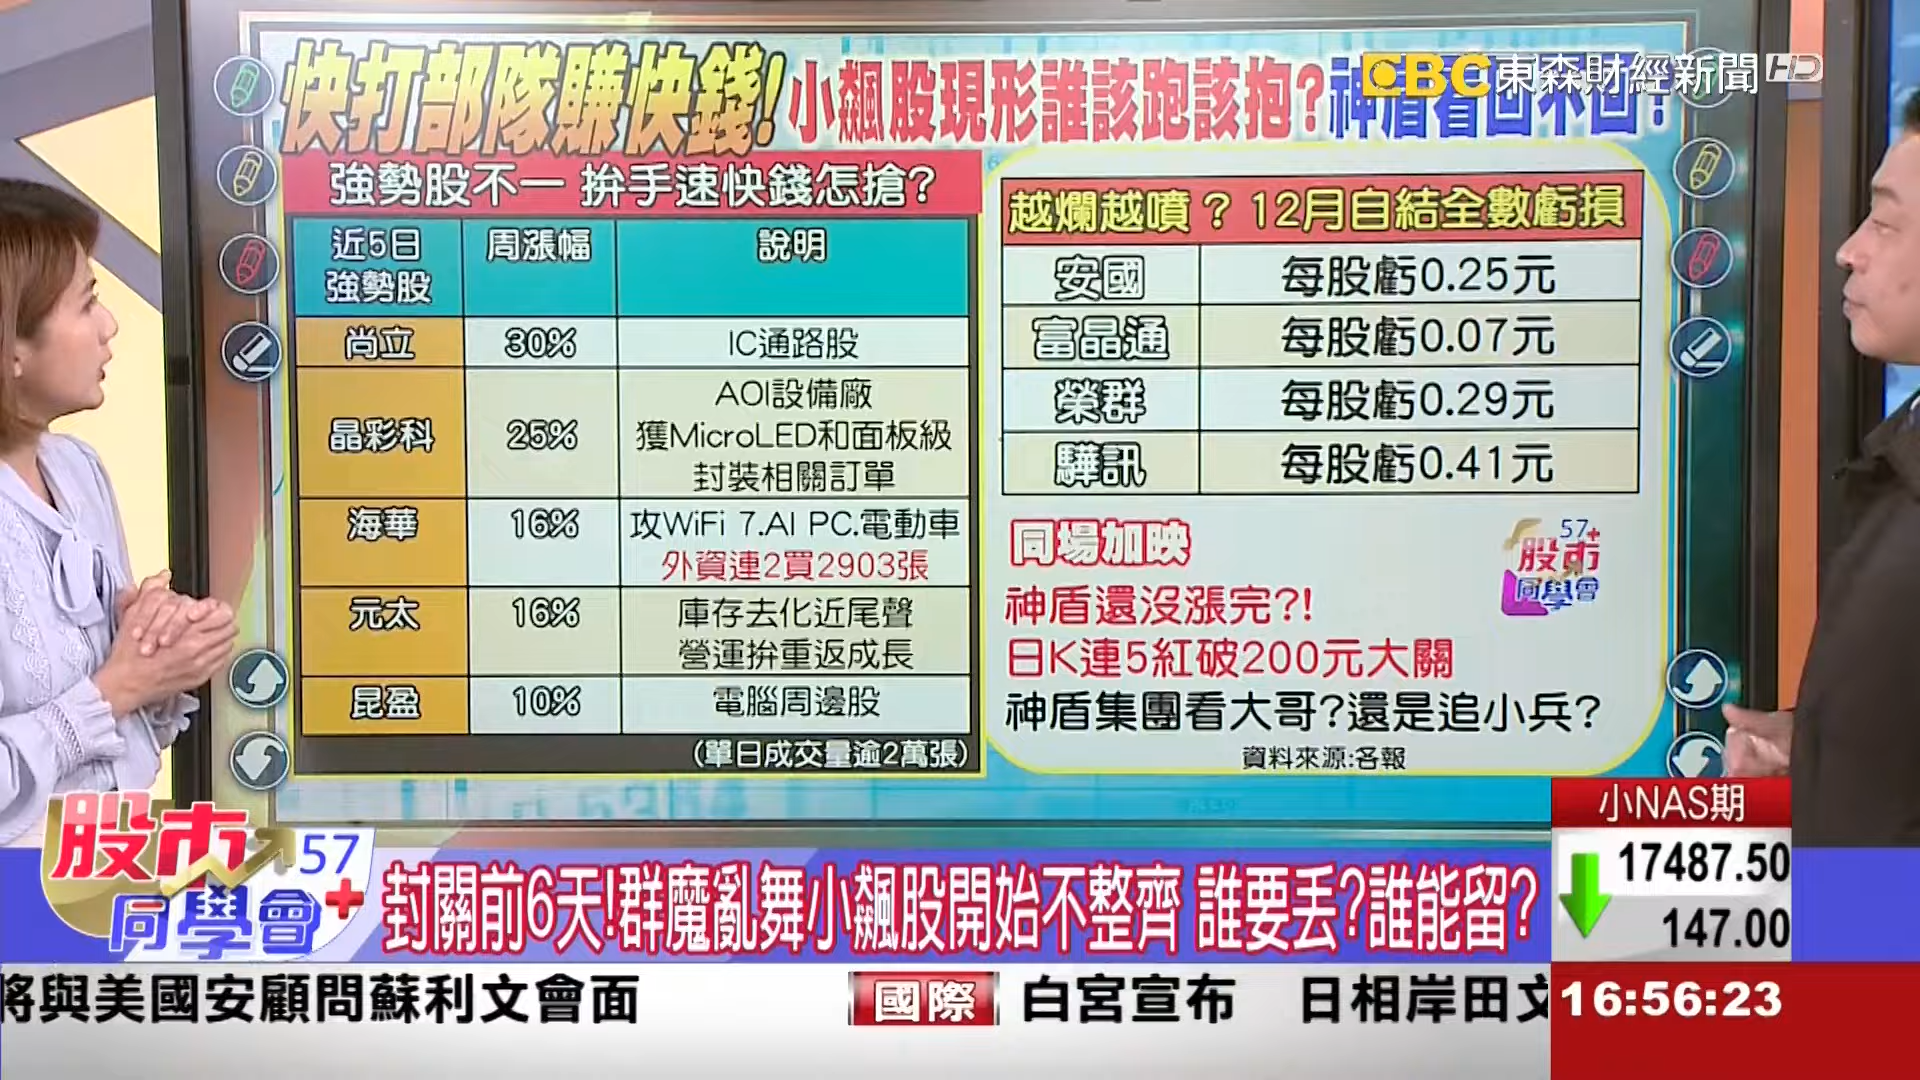 快打部隊賺快錢!小飆股現形誰該跑該抱?神盾看回不回?
EBC東森財經新聞HD
強勢股不一 拚手速快錢怎搶?
近5日強勢股 周漲幅 說明
尚立 30% IC通路股
晶彩科 25% AOI設備廠
獲MicroLED和面板級
封裝相關訂單
海華 16% 攻WiFi 7.AI PC.電動車
外資連2買2903張
元太 16% 庫存去化近尾聲
營運拚重返成長
昆盈 10% 電腦周邊股
(單日成交量逾2萬張)
越爛越噴? 12月自結全數虧損
安國 每股虧0.25元
富晶通 每股虧0.07元
榮群 每股虧0.29元
驊訊 每股虧0.41元
同場加映
57+
股市
同學會
神盾還沒漲完?!
日K連5紅破200元大關
神盾集團看大哥?還是追小兵?
資料來源:各報
股市57
同學會+
封關前6天!群魔亂舞小飆股開始不整齊 誰要丟?誰能留?
小NAS期
17487.50
147.00
將與美國安顧問蘇利文會面 國際 白宮宣布 日相岸田文
16:56:23